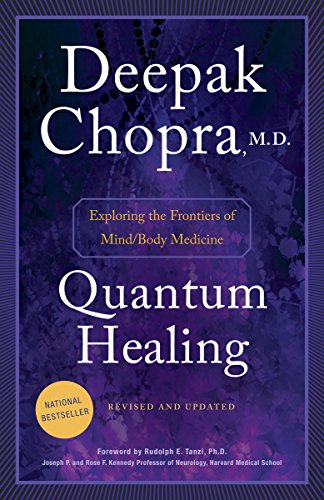 Deepak
Chopra, M.D.
Exploring the Frontiers of
Mind/Body Medicine
Quantum
Healing
NATIONAL
BESTSELLER
REVISED AND UPDATED
Foreword by Rudolph E. Tanzi, Ph.D.
Joseph P. and Rose F. Kennedy Professor of Neurology, Harvard Medical School